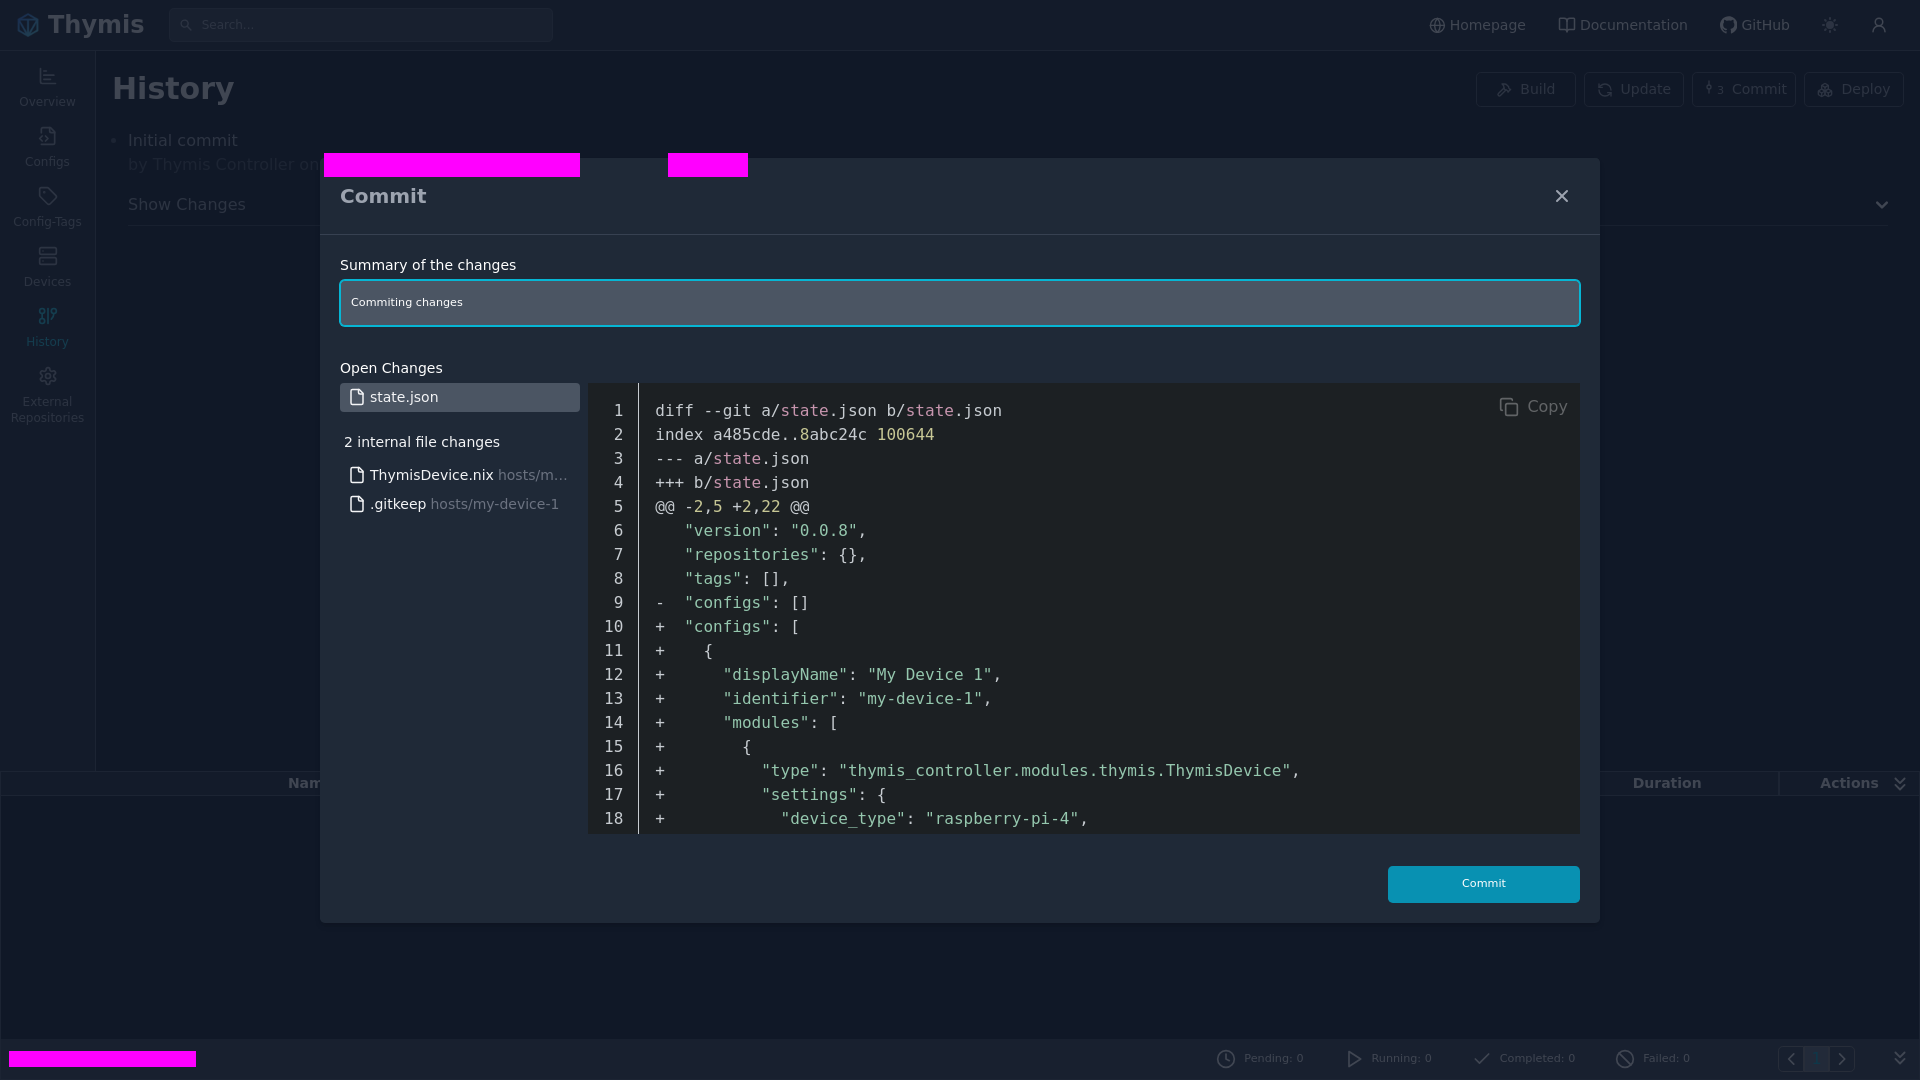 Thymis
Search...
Homepage
Documentation
GitHub
Overview
Configs
Config-Tags
Devices
History
External
Repositories
History
Build
Update
3 Commit
Deploy
Initial commit
by Thymis Controller on
Show Changes
Commit
Summary of the changes
Commiting changes
Open Changes
state.json
2 internal file changes
ThymisDevice.nix hosts/m...
.gitkeep hosts/my-device-1
Copy
1 diff --git a/state.json b/state.json
2 index a485cde..8abc24c 100644
3 --- a/state.json
4 +++ b/state.json
5 @@ -2,5 +2,22 @@
6 "version": "0.0.8",
7 "repositories": {},
8 "tags": [],
9 - "configs": []
10 + "configs": [
11 + {
12 + "displayName": "My Device 1",
13 + "identifier": "my-device-1",
14 + "modules": [
15 + {
16 + "type": "thymis_controller.modules.thymis.ThymisDevice",
17 + "settings": {
18 + "device_type": "raspberry-pi-4",
Commit
Duration
Actions
Pending: 0
Running: 0
Completed: 0
Failed: 0